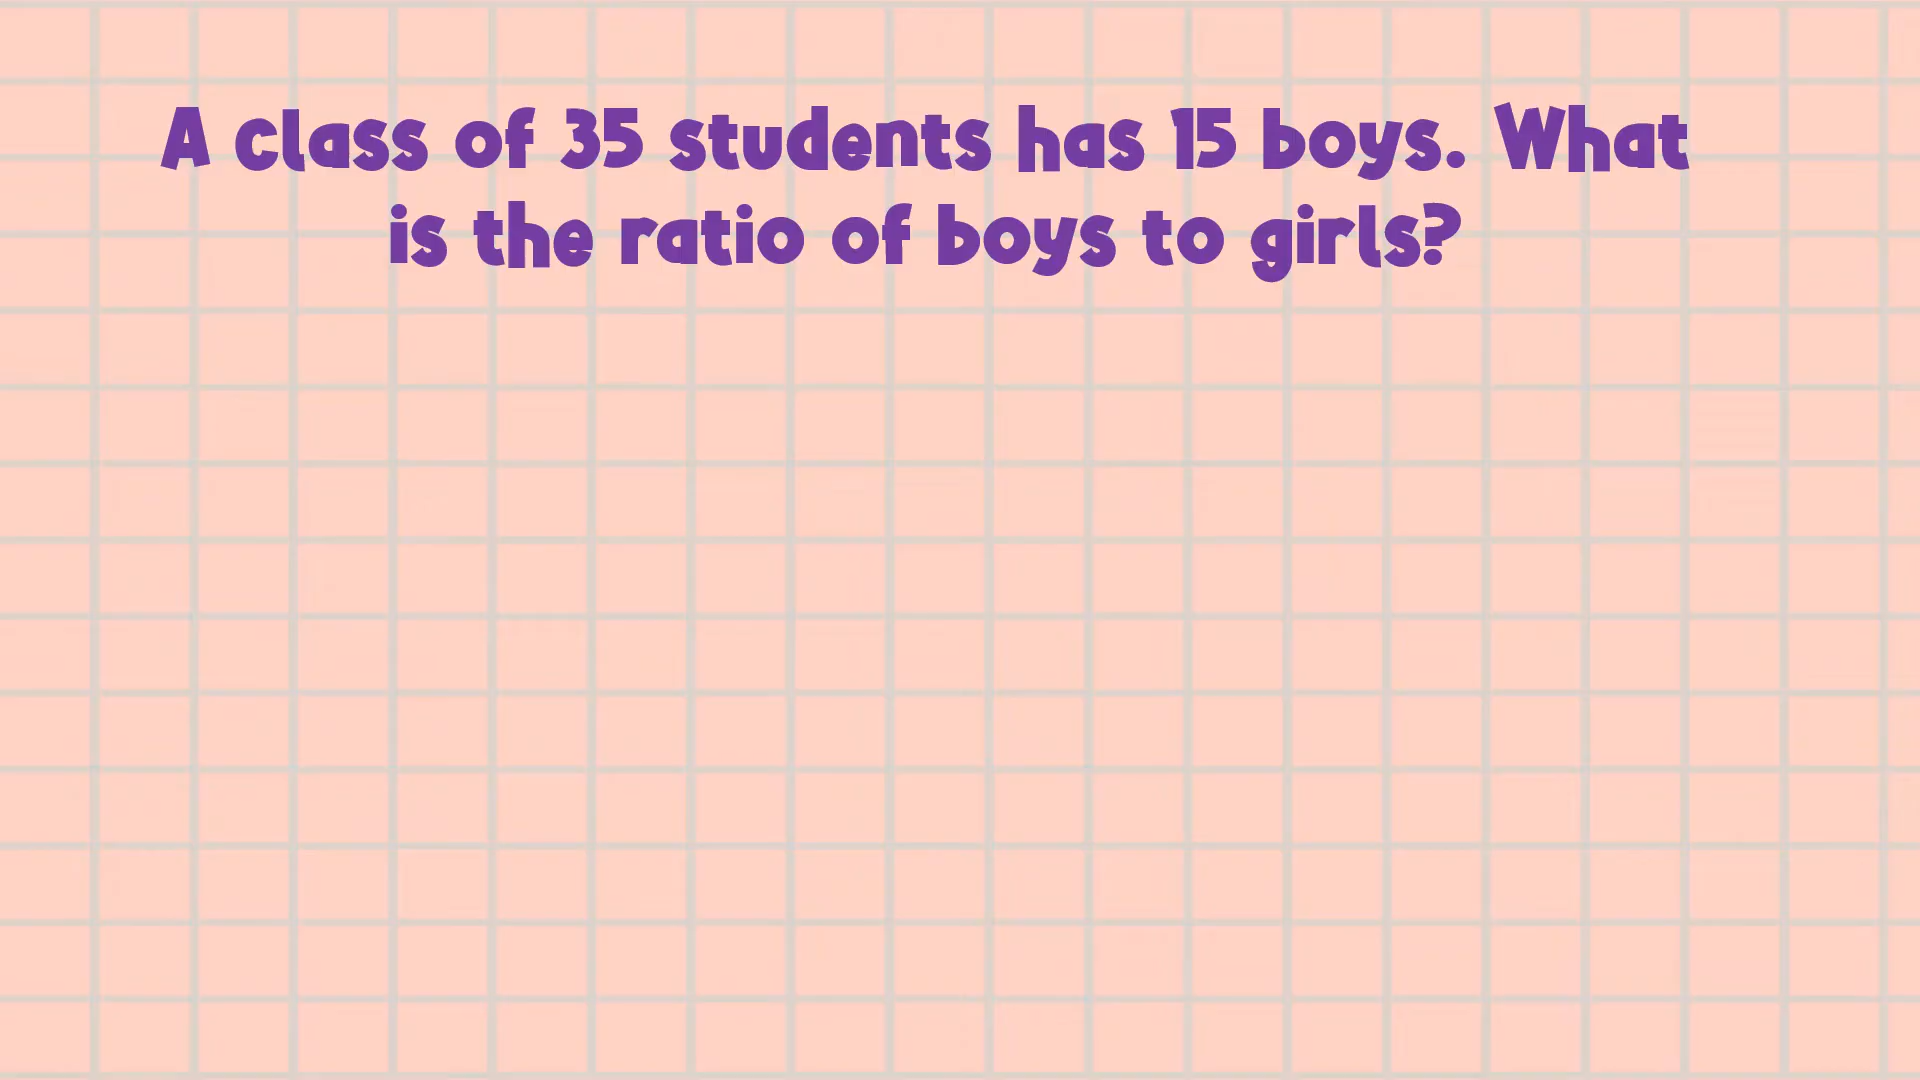 A class of 35 students has 15 boys. What
is the ratio of boys to girls?